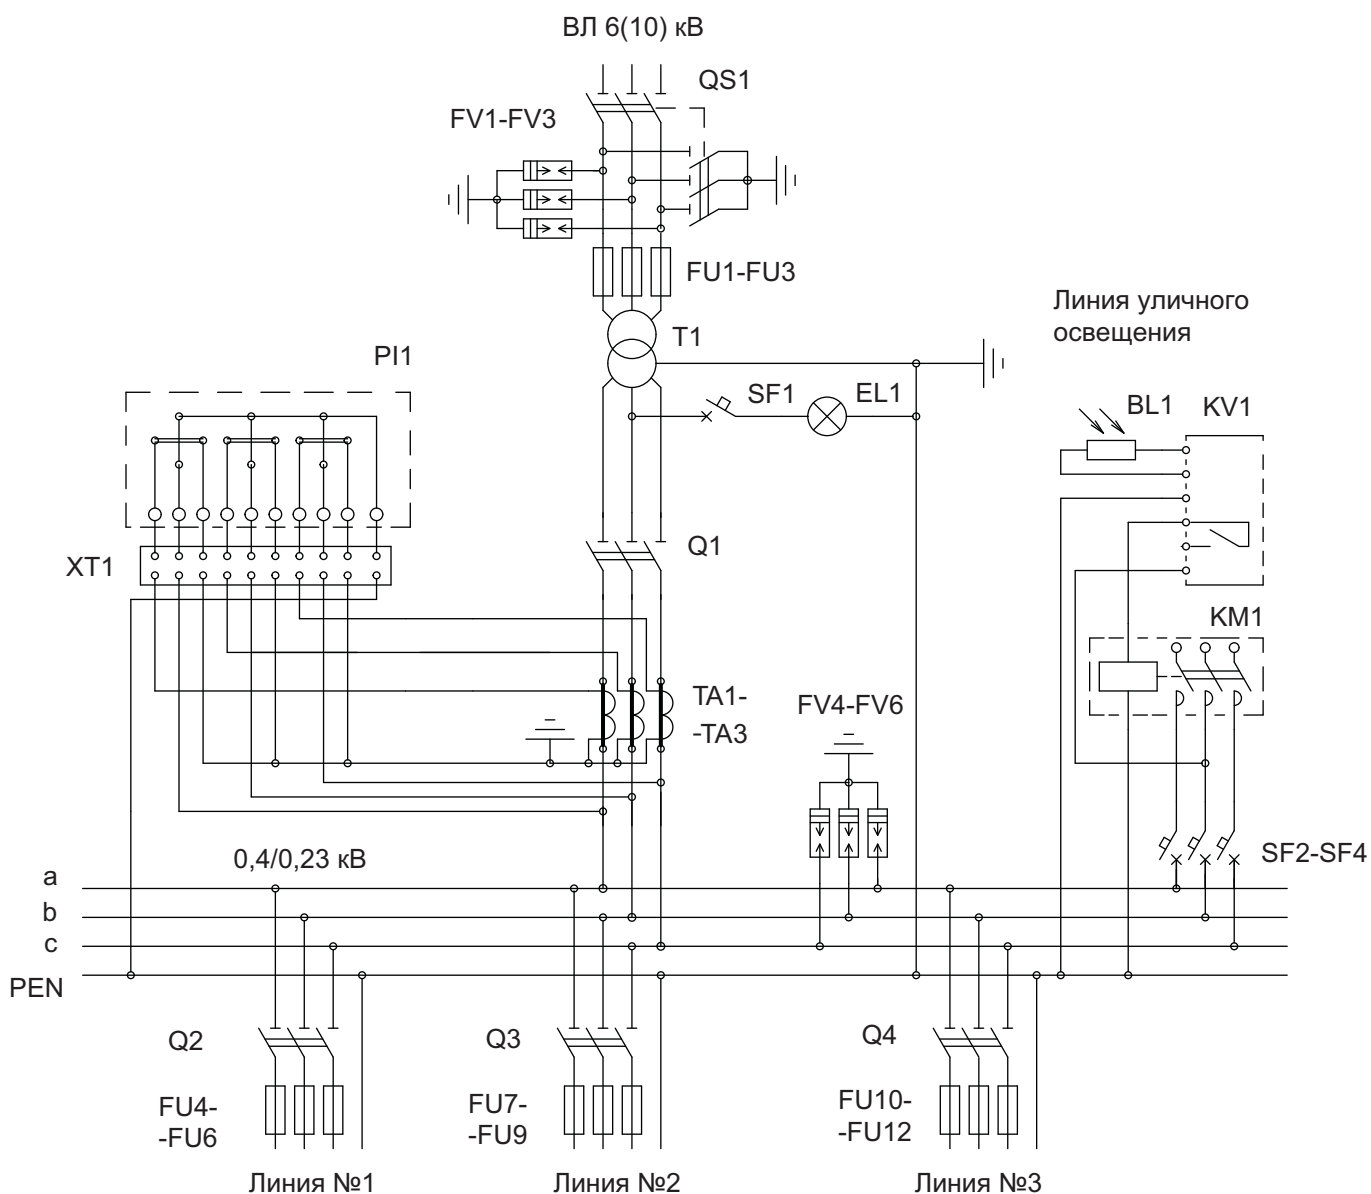 ВЛ 6(10) кВ
QS1
FV1-FV3
FU1-FU3
Линия уличного
освещения
T1
PI1
SF1
EL1
BL1
KV1
Q1
XT1
KM1
TA1-
-TA3
FV4-FV6
0,4/0,23 кВ
SF2-SF4
a
b
c
PEN
Q2
Q3
Q4
FU4-
-FU6
FU7-
-FU9
FU10-
-FU12
Линия №1
Линия №2
Линия №3